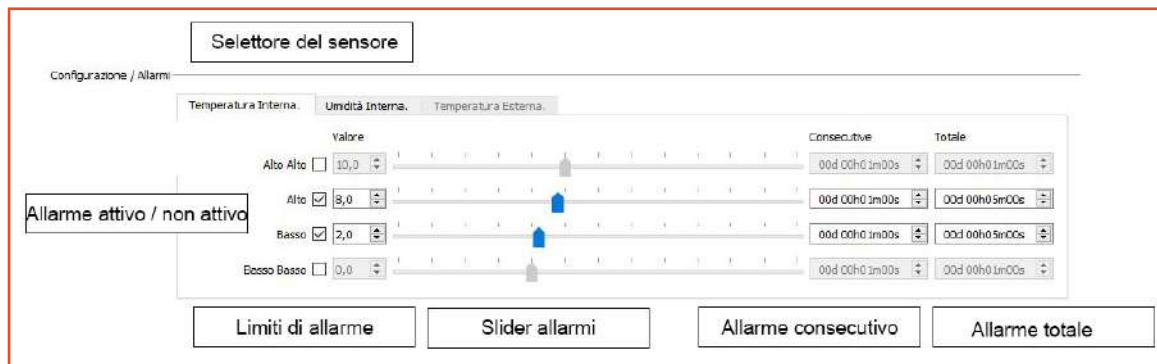 Selettore del sensore
Configurazione / Allarmi
Temperatura Interna. Umidità Interna. Temperatura Esterna.
Valore Consecutive Totale
Alto Alto 10,0 00d 00h01m00s 00d 00h01m00s
Alto 8,0 00d 00h01m00s 00d 00h05m00s
Allarme attivo / non attivo
Basso 2,0 00d 00h01m00s 00d 00h05m00s
Basso Basso 0,0 00d 00h01m00s 00d 00h01m00s
Limiti di allarme Slider allarmi Allarme consecutivo Allarme totale